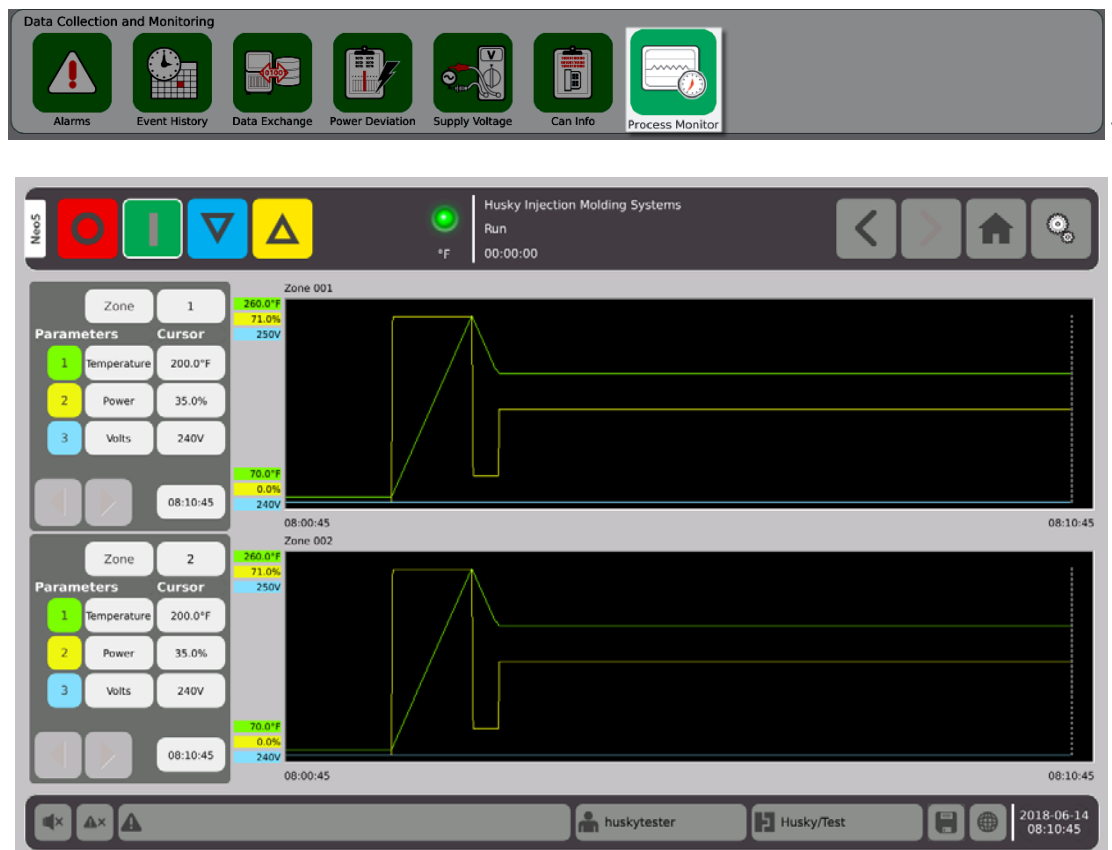 Data Collection and Monitoring
V
0100
Alarms
Event History
Data Exchange
Power Deviation
Supply Voltage
Can Info
Process Monitor
Neo5
Husky Injection Molding Systems
Run
°F
00:00:00
Zone
1
Parameters
Cursor
1
Temperature
200.0°F
2
Power
35.0%
3
Volts
240V
08:10:45
Zone 001
260.0°F
71.0%
250V
70.0°F
0.0%
240V
08:00:45
08:10:45
Zone
2
Parameters
Cursor
1
Temperature
200.0°F
2
Power
35.0%
3
Volts
240V
08:10:45
Zone 002
260.0°F
71.0%
250V
70.0°F
0.0%
240V
08:00:45
08:10:45
huskytester
Husky/Test
2018-06-14
08:10:45